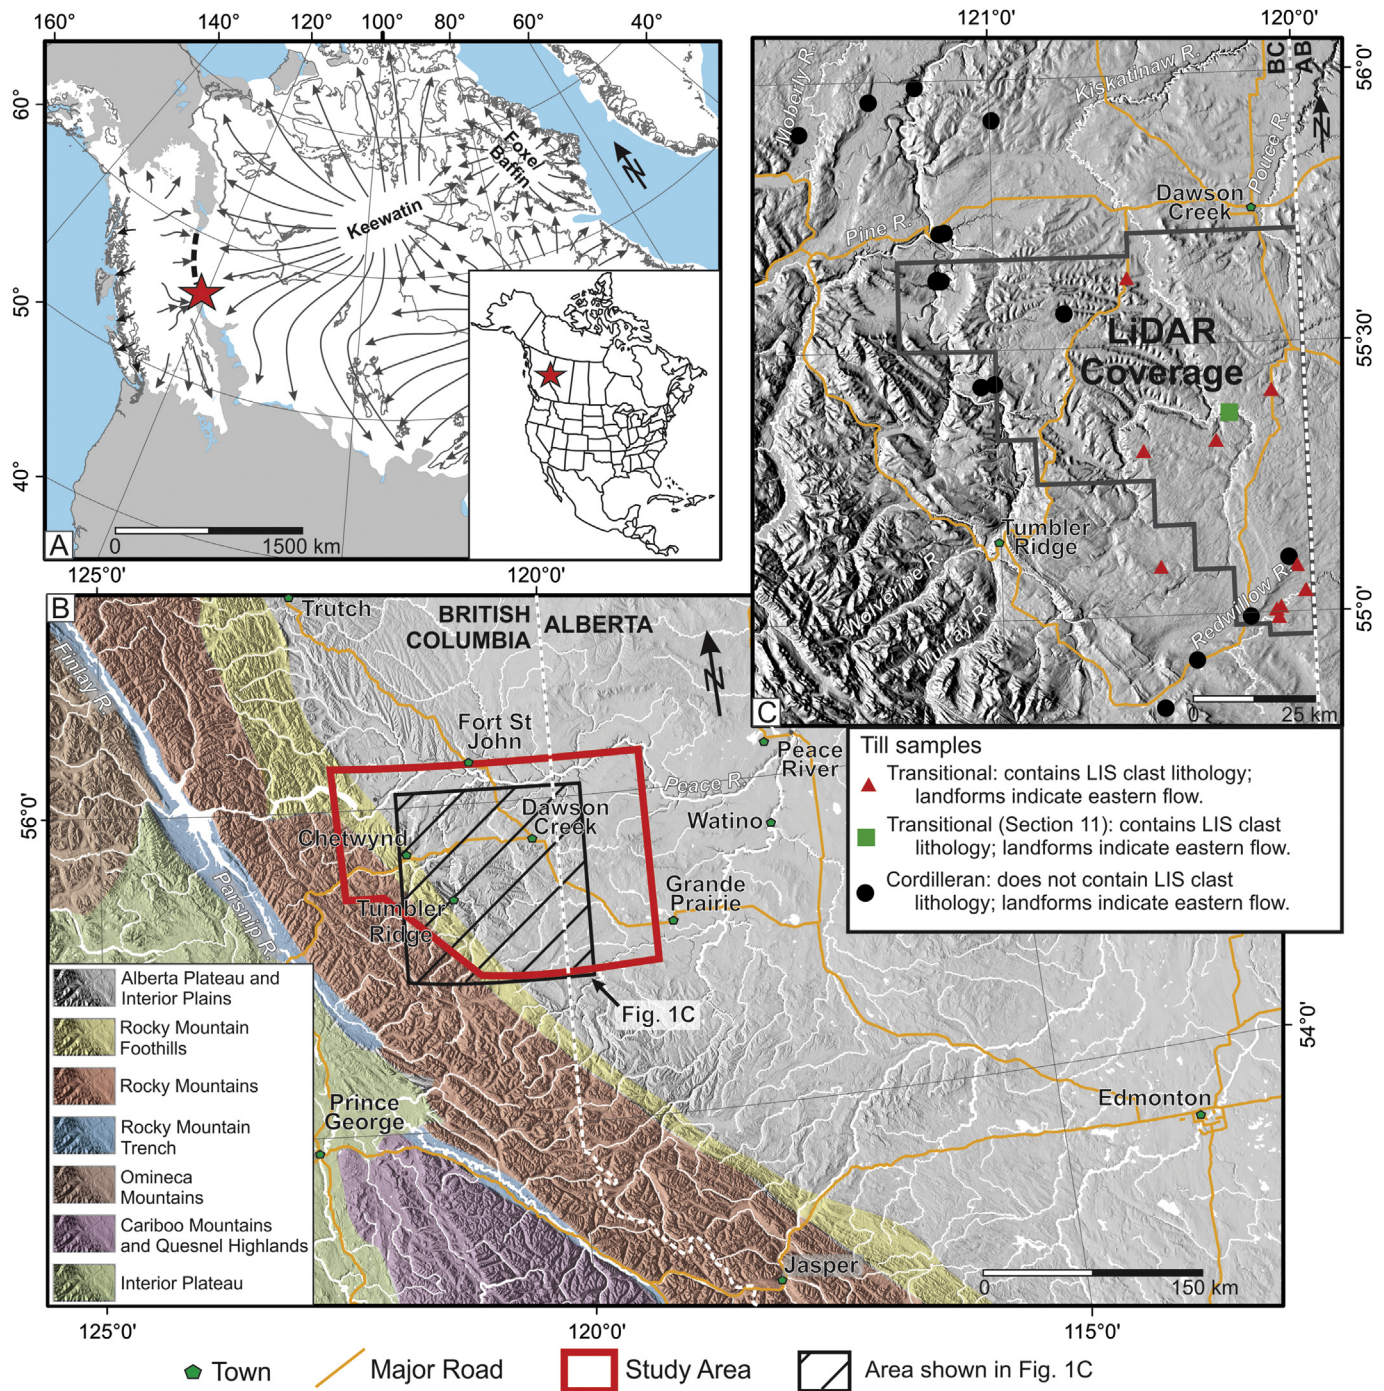 160°
140°
120°
100°
80°
60°
40°
60°
50°
40°
Keewatin
Foxe/
Baffin
N
0
1500 km
A
121°0'
120°0'
56°0'
55°30'
55°0'
Moberly R.
Kiskatinaw R.
BC
AB
N
Pouce R.
Dawson
Creek
Pine R.
LiDAR
Coverage
Tumbler
Ridge
Wolverine R.
Murray R.
Redwillow R.
0
25 km
C
125°0'
120°0'
B
Trutch
BRITISH
COLUMBIA
ALBERTA
N
Finlay R.
Fort St
John
Peace R.
Peace
River
56°0'
Chetwynd
Dawson
Creek
Watino
Parsnip R.
Tumbler
Ridge
Grande
Prairie
Fig. 1C
54°0'
Prince
George
Edmonton
Jasper
0
150 km
Till samples
Transitional: contains LIS clast lithology;
landforms indicate eastern flow.
Transitional (Section 11): contains LIS clast
lithology; landforms indicate eastern flow.
Cordilleran: does not contain LIS clast
lithology; landforms indicate eastern flow.
Alberta Plateau and
Interior Plains
Rocky Mountain
Foothills
Rocky Mountains
Rocky Mountain
Trench
Omineca
Mountains
Cariboo Mountains
and Quesnel Highlands
Interior Plateau
125°0'
120°0'
115°0'
Town
Major Road
Study Area
Area shown in Fig. 1C